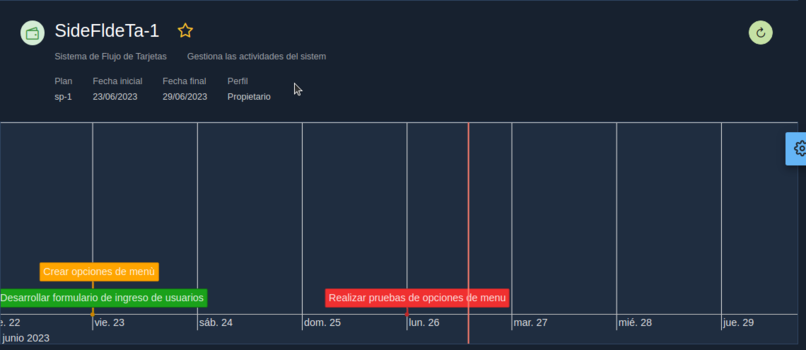 SideFldeTa-1
Sistema de Flujo de Tarjetas Gestiona las actividades del sistem
Plan Fecha inicial Fecha final Perfil
sp-1 23/06/2023 29/06/2023 Propietario
Crear opciones de menú
Desarrollar formulario de ingreso de usuarios Realizar pruebas de opciones de menu
e. 22 vie. 23 sáb. 24 dom. 25 lun. 26 mar. 27 mié. 28 jue. 29
junio 2023